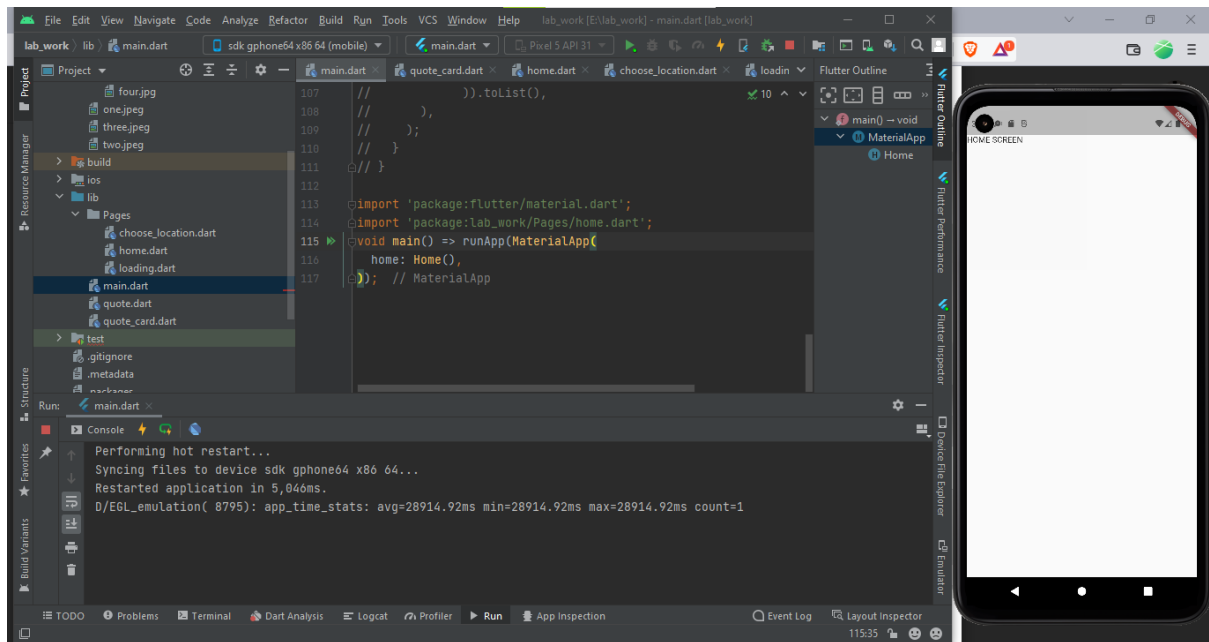 File Edit View Navigate Code Analyze Refactor Build Run Tools VCS Window Help lab_work [E:\lab_work] - main.dart [lab_work]
lab_work lib main.dart sdk gphone64 x86 64 (mobile) main.dart Pixel 5 API 31
Project
main.dart quote_card.dart home.dart choose_location.dart loadin
Flutter Outline
four.jpg
one.jpeg
three.jpeg
two.jpeg
build
ios
lib
Pages
choose_location.dart
home.dart
loading.dart
main.dart
quote.dart
quote_card.dart
test
.gitignore
.metadata
.packages
107 // )).toList(),
108 // ),
109 // );
110 // }
111 // }
112
113 import 'package:flutter/material.dart';
114 import 'package:lab_work/Pages/home.dart';
115 void main() => runApp(MaterialApp(
116 home: Home(),
117 )); // MaterialApp
10
main() → void
MaterialApp
Home
Project
Resource Manager
Structure
Favorites
Build Variants
Flutter Outline
Flutter Performance
Flutter Inspector
Device File Explorer
Emulator
HOME SCREEN
Run: main.dart
Console
Performing hot restart...
Syncing files to device sdk gphone64 x86 64...
Restarted application in 5,046ms.
D/EGL_emulation( 8795): app_time_stats: avg=28914.92ms min=28914.92ms max=28914.92ms count=1
TODO Problems Terminal Dart Analysis Logcat Profiler Run App Inspection Event Log Layout Inspector
115:35